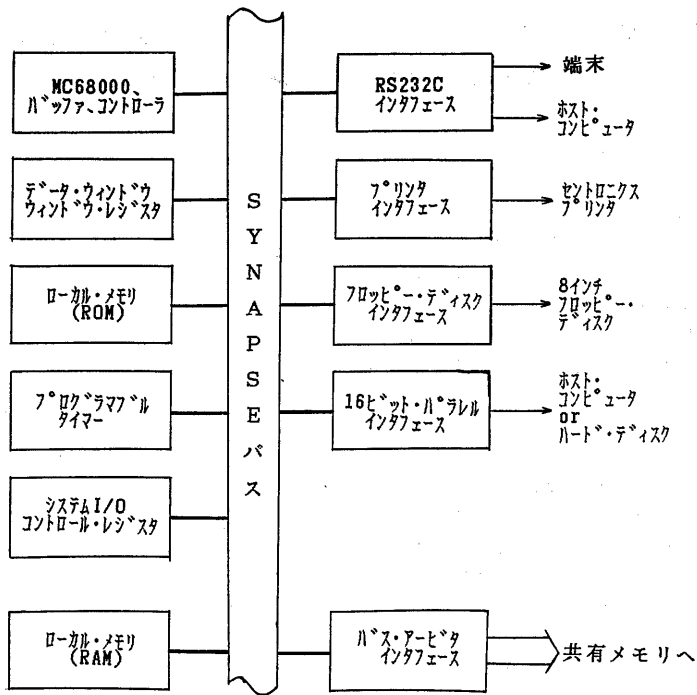 MC68000、
バッファ、コントローラ
データ・ウィンドウ
ウィンドウ・レジスタ
ローカル・メモリ
(ROM)
プログラマブル
タイマー
システムI/O
コントロール・レジスタ
ローカル・メモリ
(RAM)
SYNAPSEバス
RS232C
インタフェース
端末
ホスト・
コンピュータ
プリンタ
インタフェース
セントロニクス
プリンタ
フロッピー・ディスク
インタフェース
8インチ
フロッピー・
ディスク
16ビット・パラレル
インタフェース
ホスト・
コンピュータ
or
ハード・ディスク
バス・アービタ
インタフェース
共有メモリへ